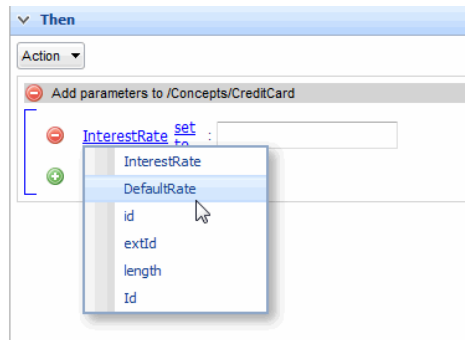 Then
Action
Add parameters to /Concepts/CreditCard
InterestRate set to :
InterestRate
DefaultRate
id
extId
length
Id